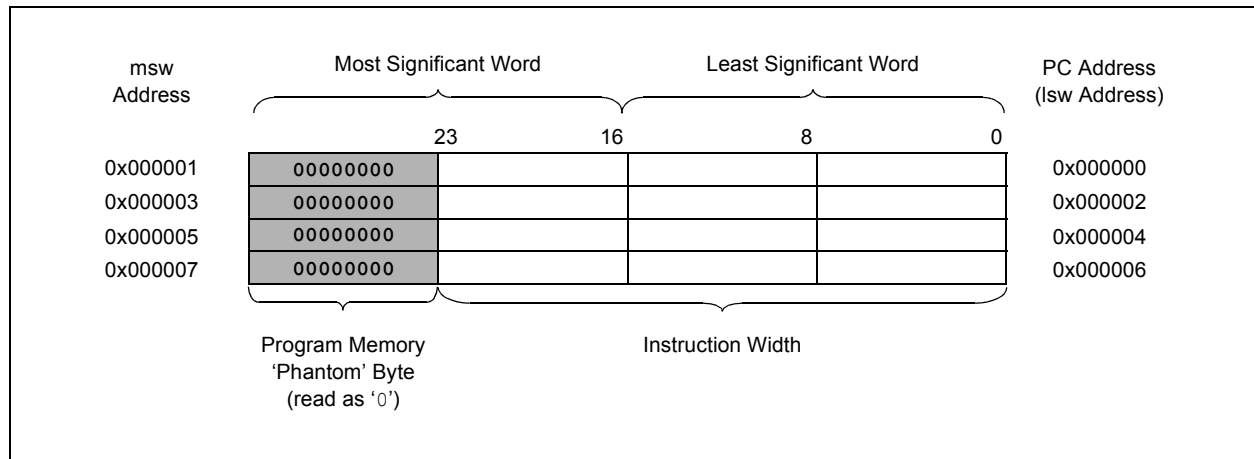 msw
Address
Most Significant Word
Least Significant Word
PC Address
(lsw Address)
23 16 8 0
0x000001 00000000 0x000000
0x000003 00000000 0x000002
0x000005 00000000 0x000004
0x000007 00000000 0x000006
Program Memory
‘Phantom’ Byte
(read as ‘0’)
Instruction Width